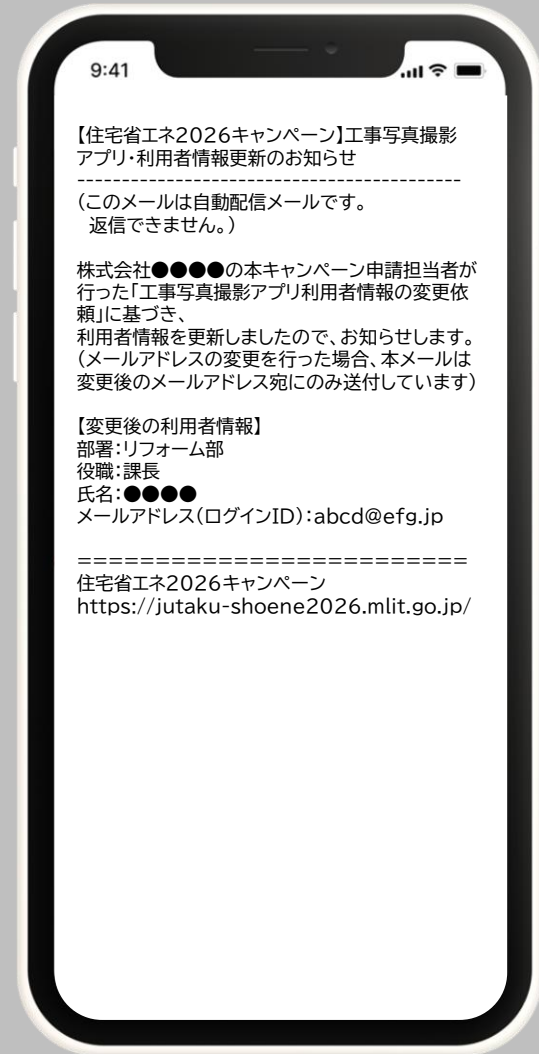 9:41
【住宅省エネ2026キャンペーン】工事写真撮影
アプリ・利用者情報更新のお知らせ
-------------------------------------------
(このメールは自動配信メールです。
返信できません。)
株式会社●●●●の本キャンペーン申請担当者が
行った「工事写真撮影アプリ利用者情報の変更依
頼」に基づき、
利用者情報を更新しましたので、お知らせします。
(メールアドレスの変更を行った場合、本メールは
変更後のメールアドレス宛にのみ送付しています)
【変更後の利用者情報】
部署：リフォーム部
役職：課長
氏名：●●●●
メールアドレス(ログインID)：abcd@efg.jp
=========================
住宅省エネ2026キャンペーン
https://jutaku-shoene2026.mlit.go.jp/